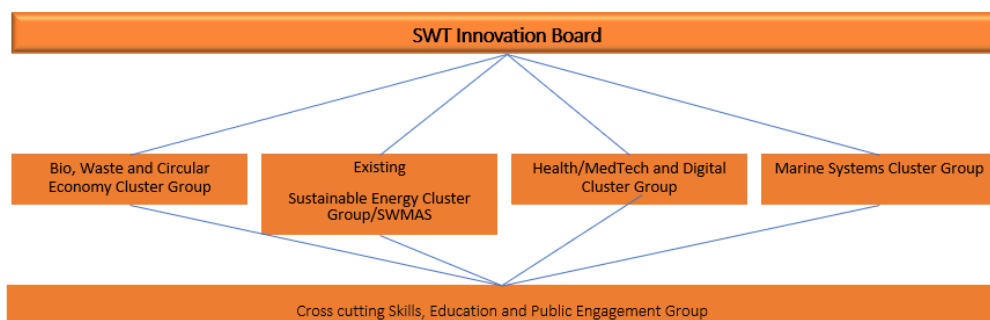 SWT Innovation Board
Bio, Waste and Circular
Economy Cluster Group
Existing
Sustainable Energy Cluster
Group/SWMAS
Health/MedTech and Digital
Cluster Group
Marine Systems Cluster Group
Cross cutting Skills, Education and Public Engagement Group